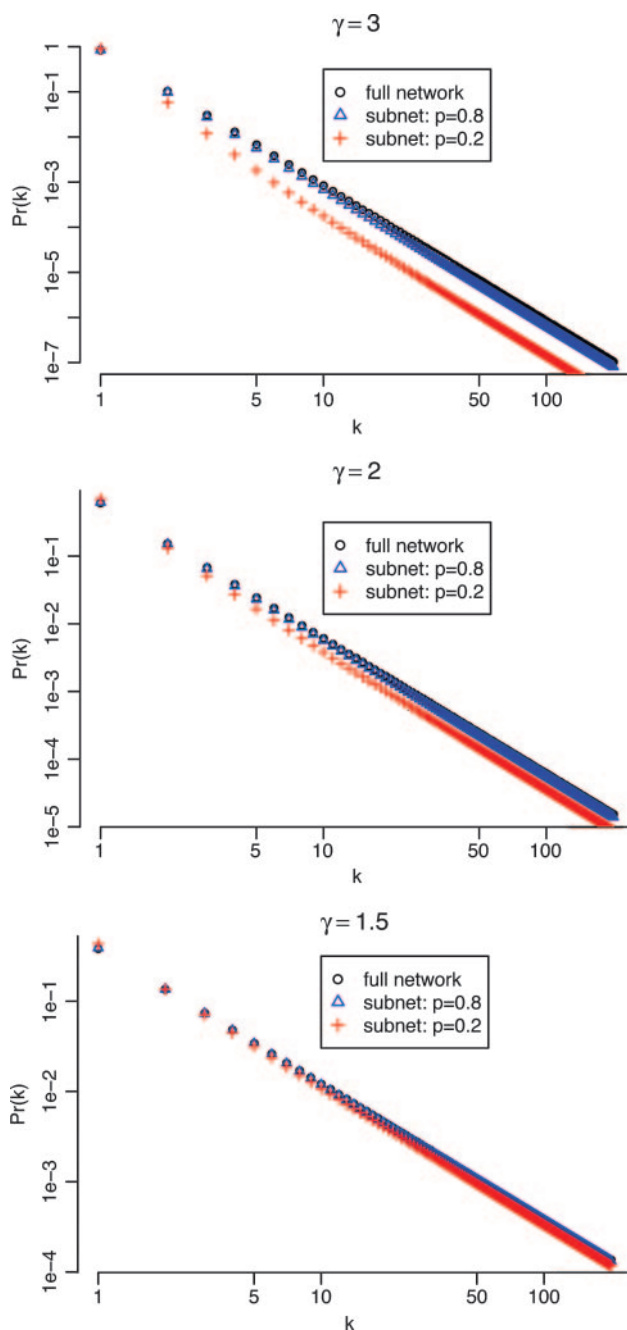 γ = 3
1
1e−1
1e−3
1e−5
1e−7
Pr(k)
full network
subnet: p=0.8
subnet: p=0.2
1 5 10 50 100
k
γ = 2
1e−1
1e−2
1e−3
1e−4
1e−5
Pr(k)
full network
subnet: p=0.8
subnet: p=0.2
1 5 10 50 100
k
γ = 1.5
1e−1
1e−2
1e−3
1e−4
Pr(k)
full network
subnet: p=0.8
subnet: p=0.2
1 5 10 50 100
k